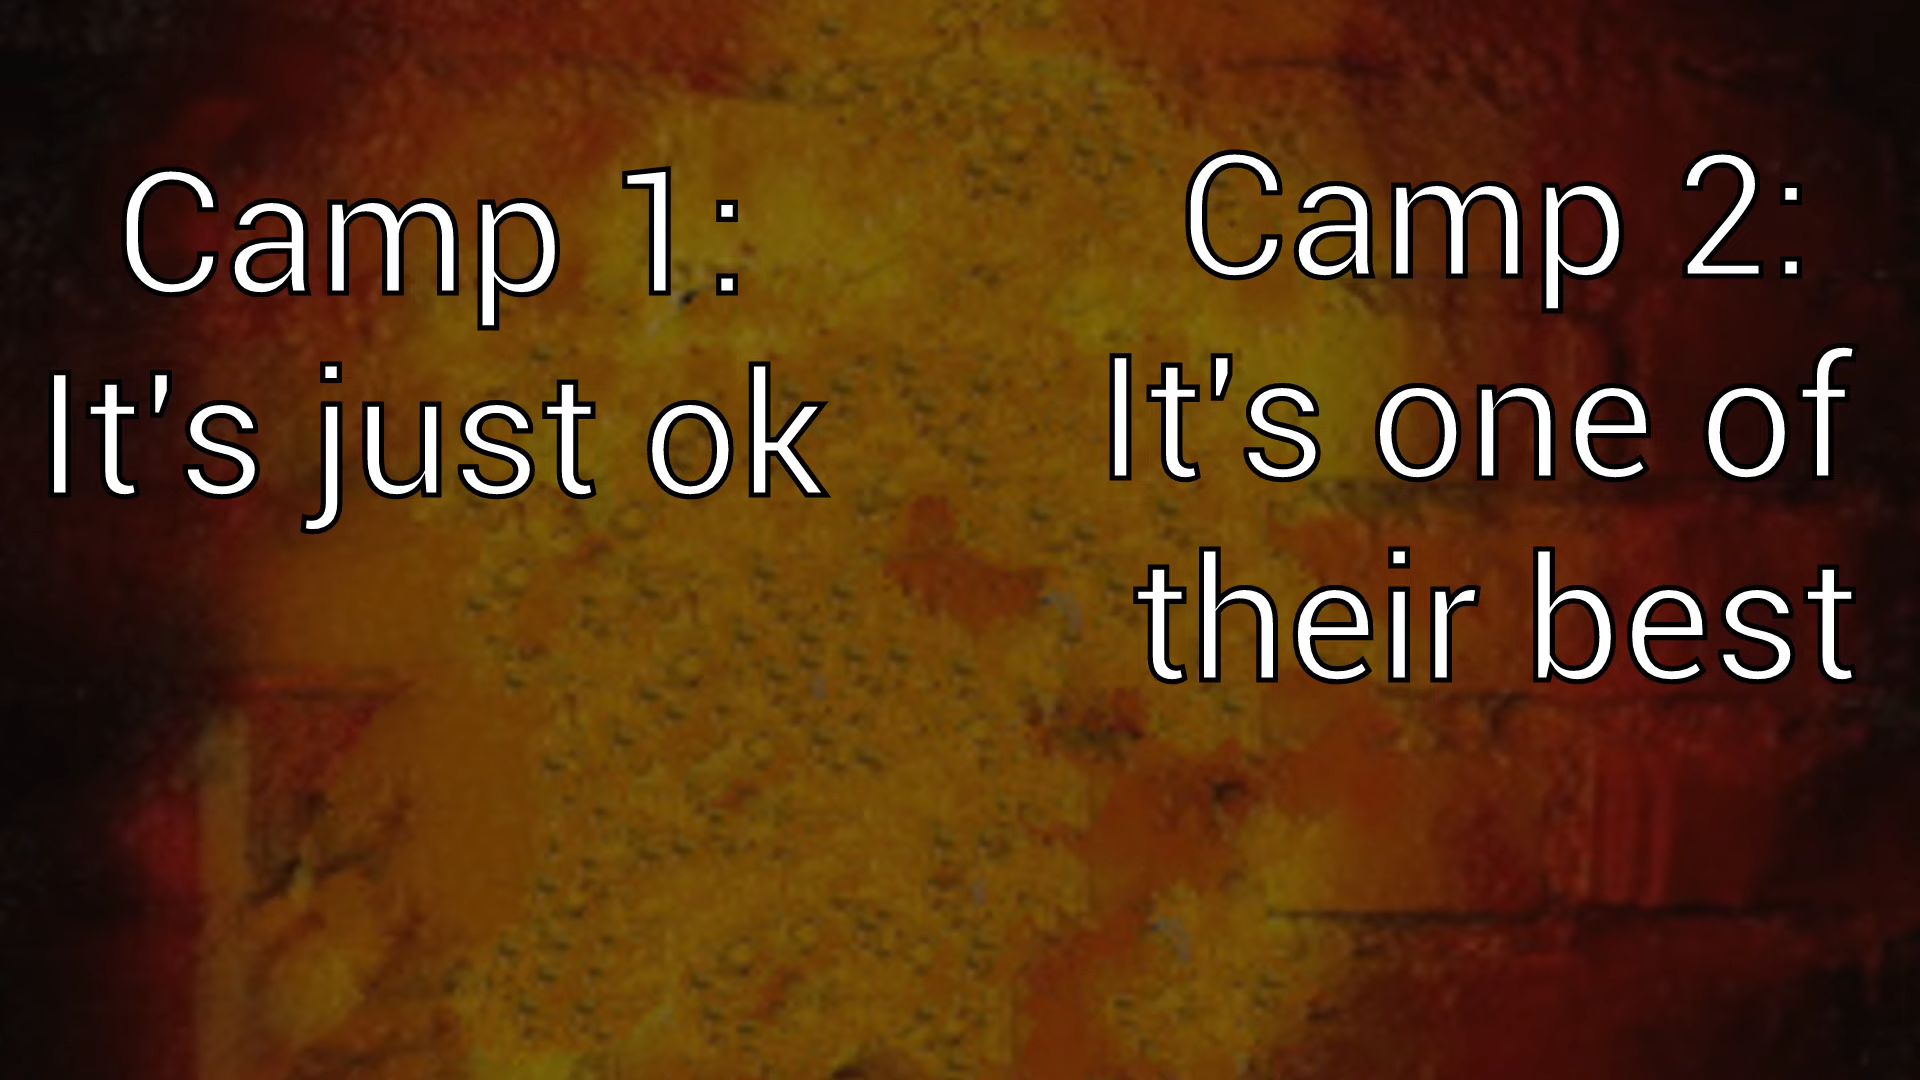 Camp 1:
It's just ok
Camp 2:
It's one of
their best